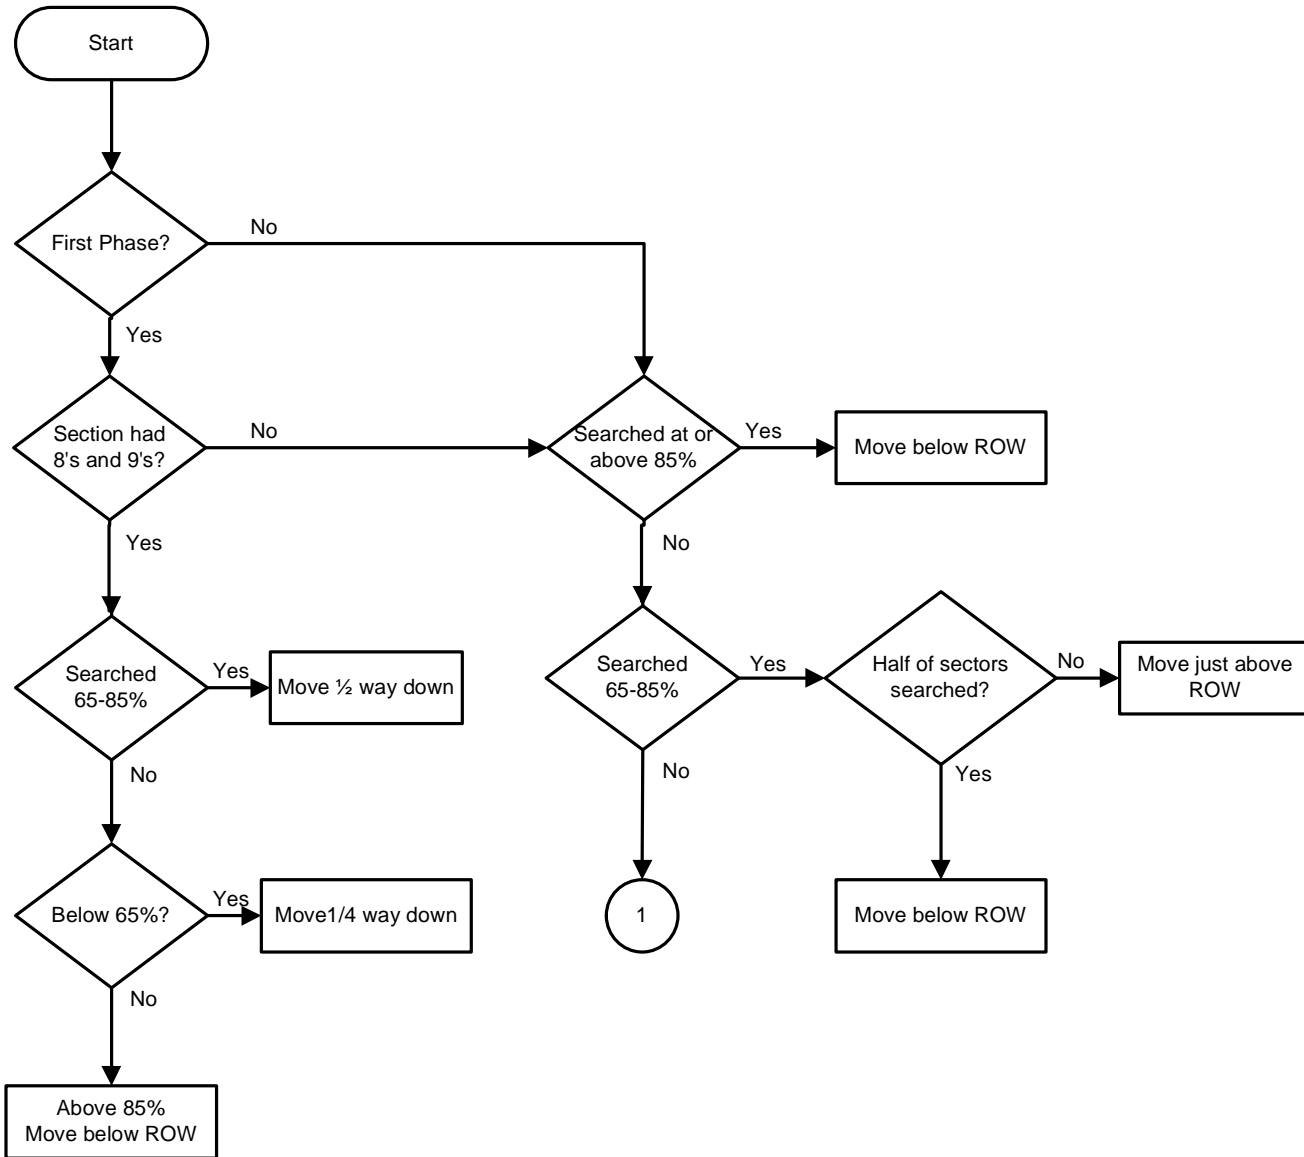 Start
First Phase?
No
Yes
Section had
8's and 9's?
No
Searched at or
above 85%
Yes
Move below ROW
Yes
No
Searched
65-85%
Yes
Move ½ way down
Searched
65-85%
Yes
Half of sectors
searched?
No
Move just above
ROW
No
No
Yes
Below 65%?
Yes
Move1/4 way down
1
Move below ROW
No
Above 85%
Move below ROW